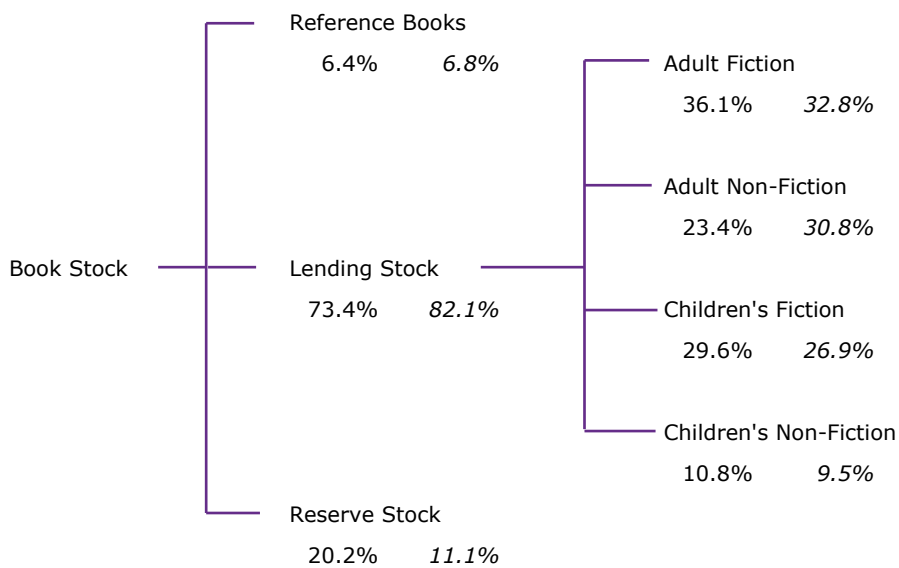 Reference Books
6.4% 6.8%
Adult Fiction
36.1% 32.8%
Adult Non-Fiction
23.4% 30.8%
Book Stock
Lending Stock
73.4% 82.1%
Children's Fiction
29.6% 26.9%
Children's Non-Fiction
10.8% 9.5%
Reserve Stock
20.2% 11.1%